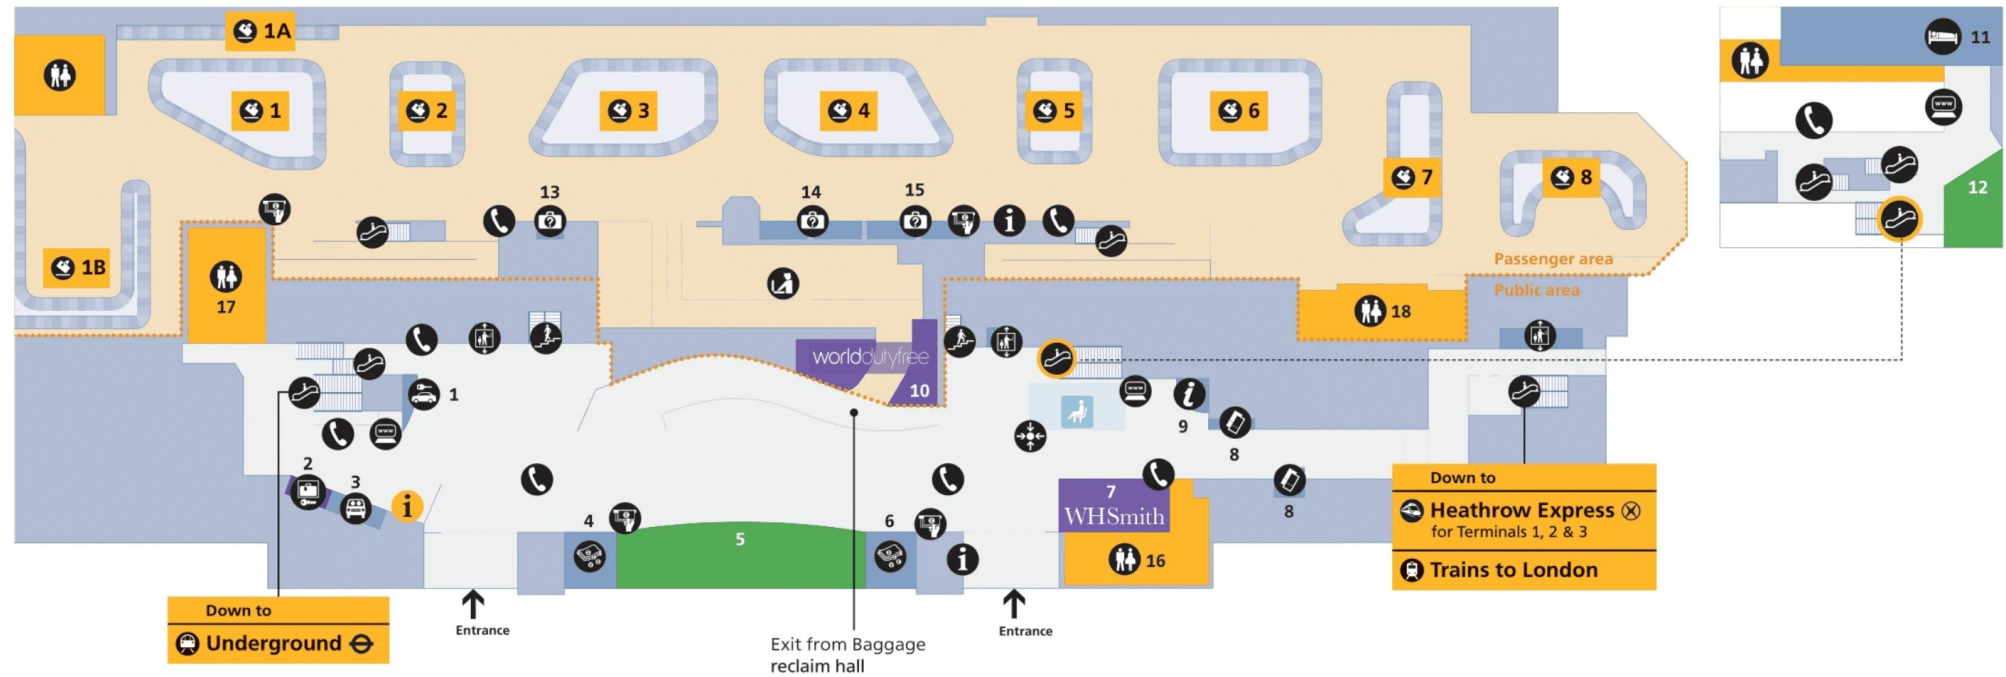 1A
11
1
2
3
4
5
6
7
8
12
13
14
15
1B
17
Passenger area
Public area
18
worlddutyfree
10
1
9
8
2
3
i
7
WHSmith
8
4
5
6
16
Down to
Heathrow Express
for Terminals 1, 2 & 3
Trains to London
Down to
Underground
Entrance
Entrance
Exit from Baggage
reclaim hall
www
www
www